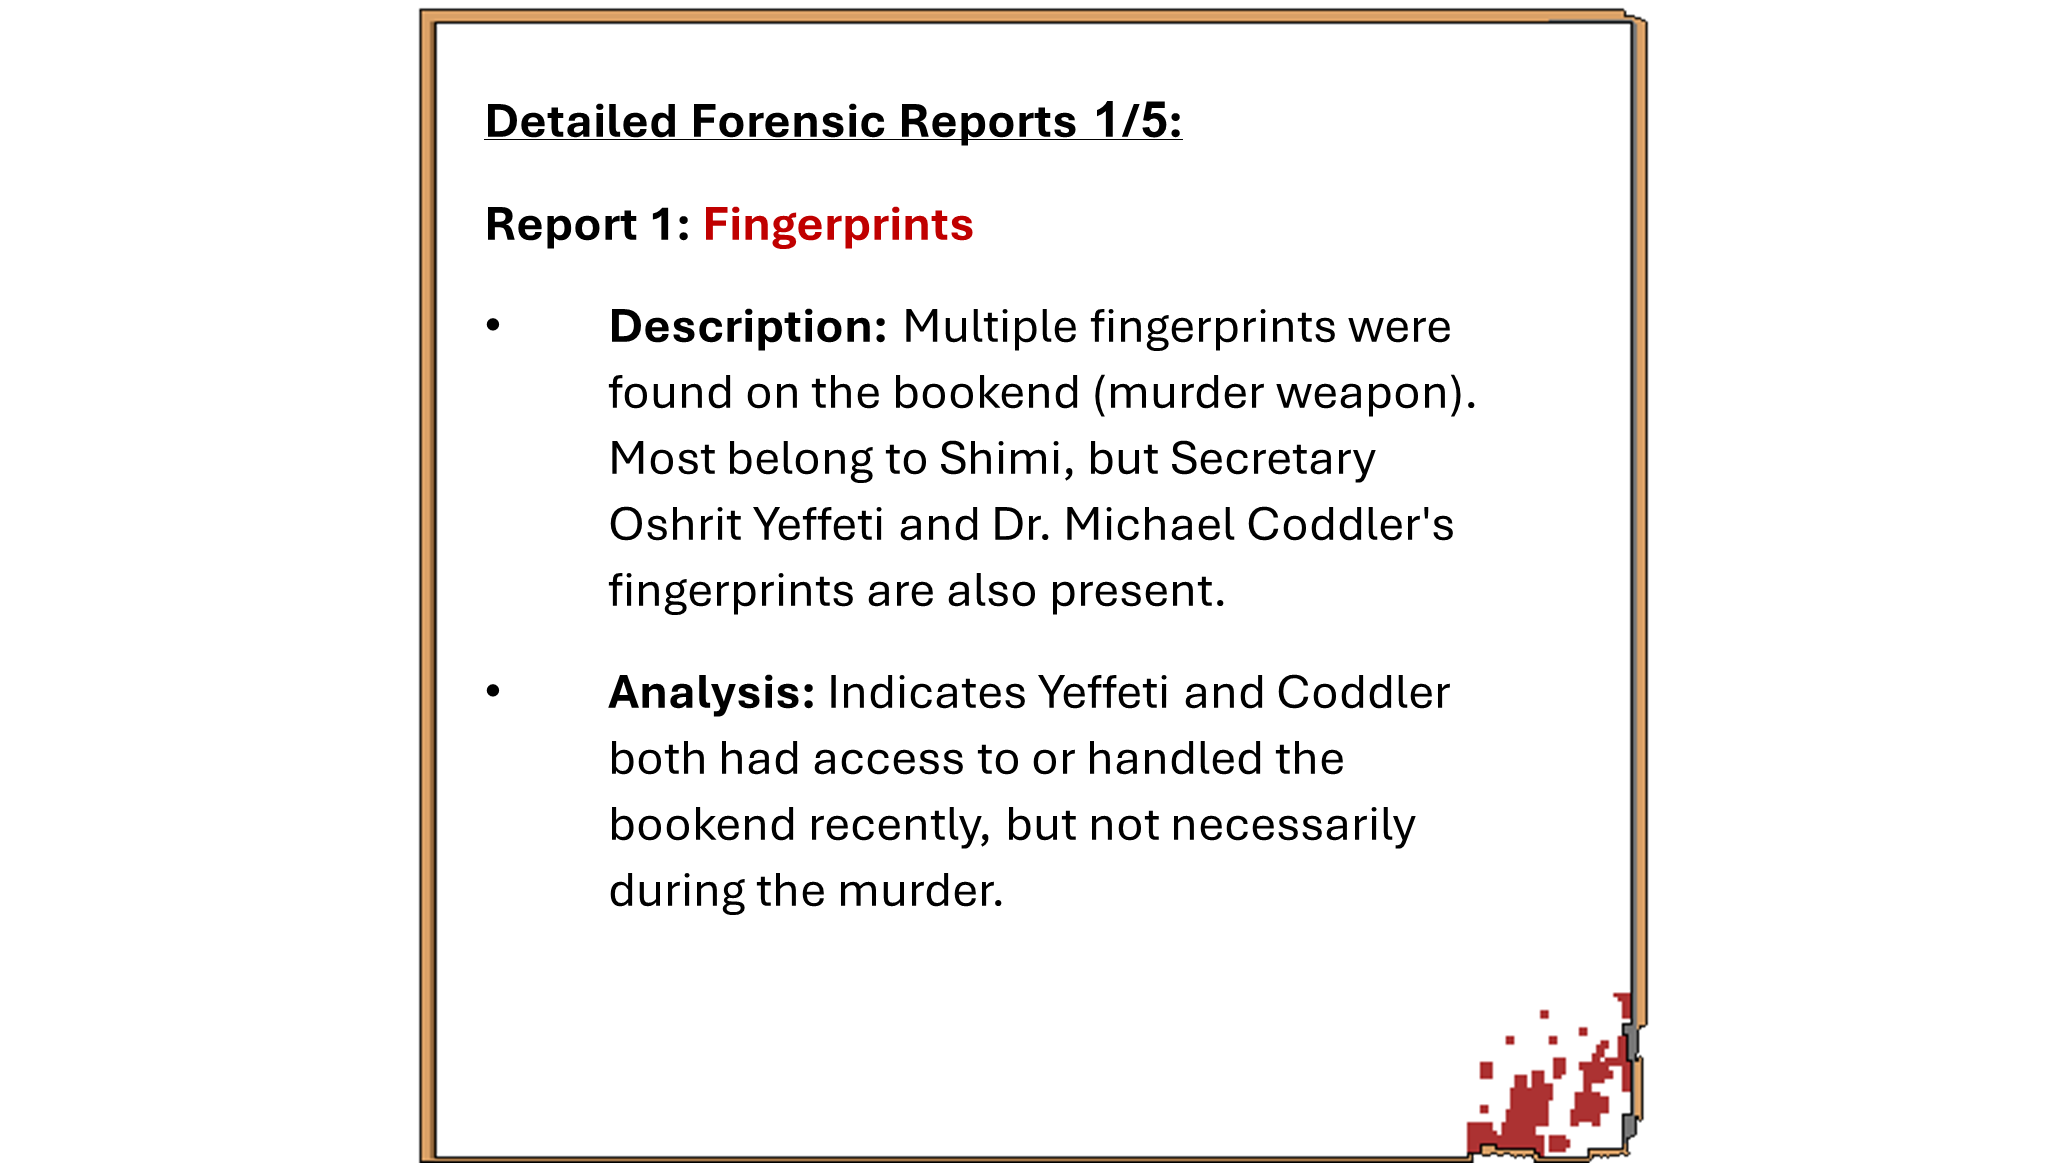 Detailed Forensic Reports 1/5:
Report 1: Fingerprints
• Description: Multiple fingerprints were
found on the bookend (murder weapon).
Most belong to Shimi, but Secretary
Oshrit Yeffeti and Dr. Michael Coddler's
fingerprints are also present.
• Analysis: Indicates Yeffeti and Coddler
both had access to or handled the
bookend recently, but not necessarily
during the murder.